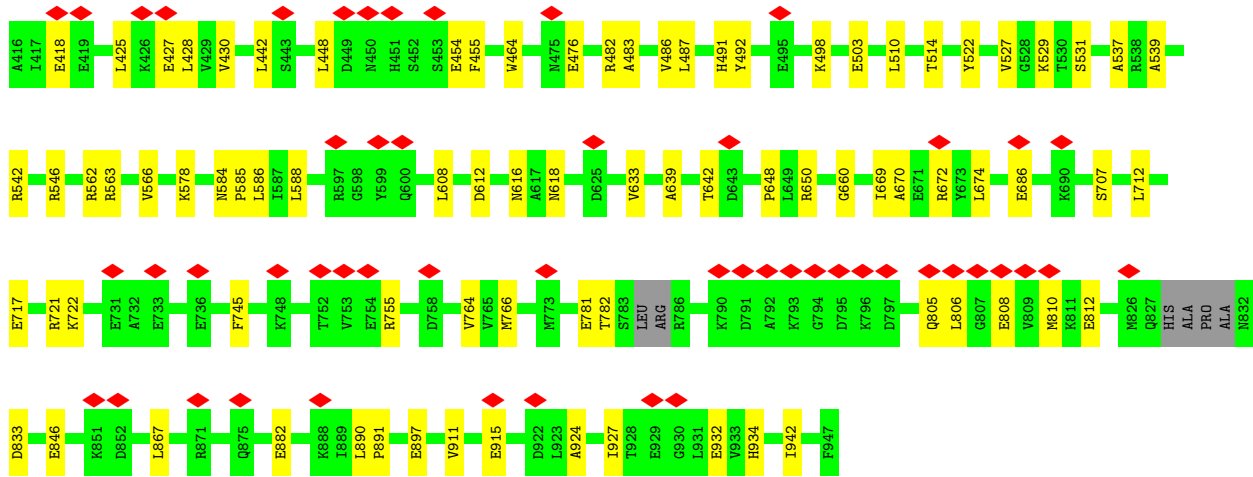 A416 I417 E418 E419 L425 K426 E427 L428 V429 V430 L442 S443 L448 D449 N450 H451 S452 S453 E454 F455 W464 N475 E476 R482 A483 V486 L487 H491 Y492 E495 K498 E503 L510 T514 Y522 V527 G528 K529 T530 S531 A537 R538 A539
R542 R546 R562 R563 V566 K578 N584 P585 L586 I587 L588 R597 G598 Y599 Q600 L608 D612 N616 A617 N618 D625 V633 A639 T642 D643 P648 L649 R650 G660 I669 A670 E671 R672 Y673 L674 E686 K690 S707 L712
E717 R721 K722 E731 A732 E733 E736 F745 K748 T752 V753 E754 R755 D758 V764 V765 M766 M773 E781 T782 S783 LEU ARG R786 K790 D791 A792 K793 G794 D795 K796 D797 Q805 L806 G807 E808 V809 M810 K811 E812 M826 Q827 HIS ALA PRO ALA N832
D833 E846 K851 D852 L867 R871 Q875 E882 K888 I889 L890 P891 E897 V911 E915 D922 L923 A924 I927 T928 E929 G930 L931 E932 V933 H934 I942 F947